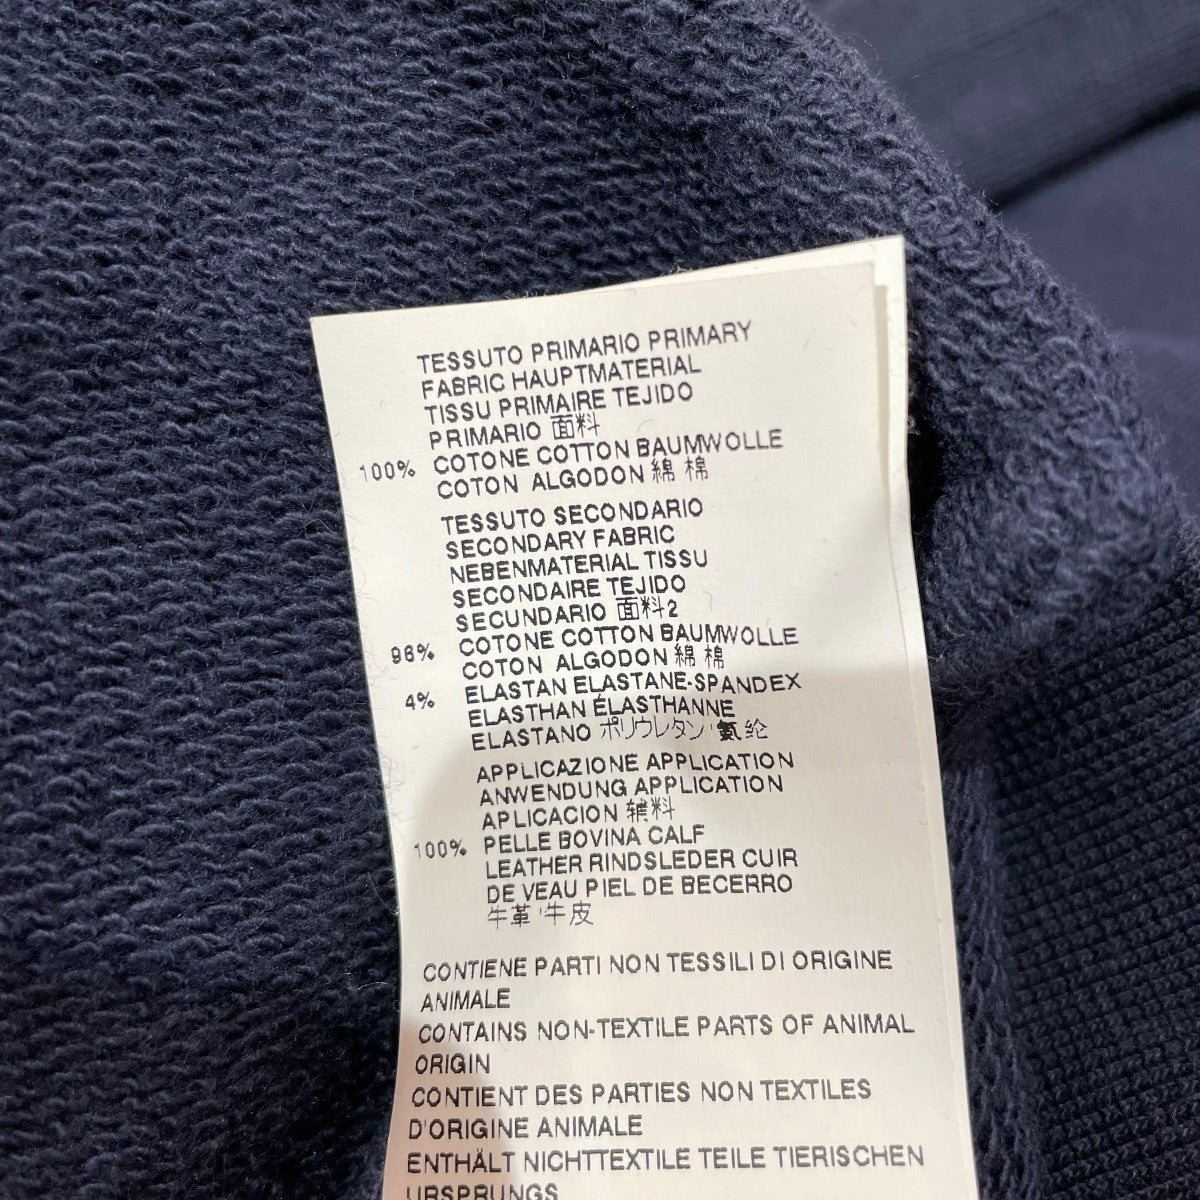 TESSUTO PRIMARIO PRIMARY
FABRIC HAUPTMATERIAL
TISSU PRIMAIRE TEJIDO
PRIMARIO 面料
100% COTONE COTTON BAUMWOLLE
COTON ALGODON 綿 棉
TESSUTO SECONDARIO
SECONDARY FABRIC
NEBENMATERIAL TISSU
SECONDAIRE TEJIDO
SECUNDARIO 面料2
96% COTONE COTTON BAUMWOLLE
COTON ALGODON 綿 棉
4% ELASTAN ELASTANE-SPANDEX
ELASTHAN ÉLASTHANNE
ELASTANO ポリウレタン 氨纶
APPLICAZIONE APPLICATION
ANWENDUNG APPLICATION
APLICACION 辅料
100% PELLE BOVINA CALF
LEATHER RINDSLEDER CUIR
DE VEAU PIEL DE BECERRO
牛革 牛皮
CONTIENE PARTI NON TESSILI DI ORIGINE
ANIMALE
CONTAINS NON-TEXTILE PARTS OF ANIMAL
ORIGIN
CONTIENT DES PARTIES NON TEXTILES
D'ORIGINE ANIMALE
ENTHÄLT NICHTTEXTILE TEILE TIERISCHEN
URSPRUNGS